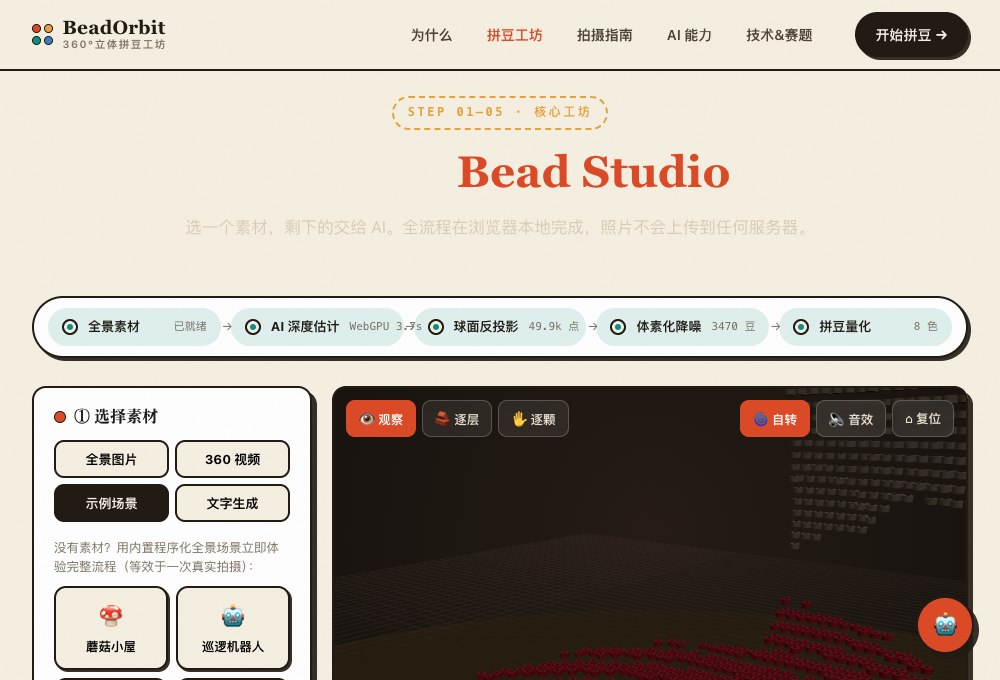 BeadOrbit
360°立体拼豆工坊
为什么
拼豆工坊
拍摄指南
AI 能力
技术&赛题
开始拼豆 →
STEP 01—05 · 核心工坊
Bead Studio
选一个素材，剩下的交给 AI。全流程在浏览器本地完成，照片不会上传到任何服务器。
全景素材 已就绪 →
AI 深度估计 WebGPU 3.7s →
球面反投影 49.9k 点 →
体素化降噪 3470 豆 →
拼豆量化 8 色
① 选择素材
全景图片
360 视频
示例场景
文字生成
没有素材？用内置程序化全景场景立即体
验完整流程（等效于一次真实拍摄）：
蘑菇小屋
巡逻机器人
观察
逐层
逐颗
自转
音效
⌂ 复位